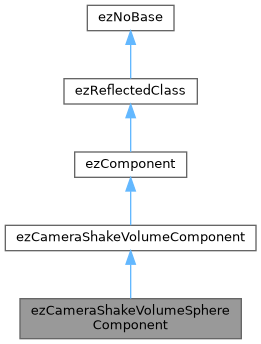 ezNoBase
ezReflectedClass
ezComponent
ezCameraShakeVolumeComponent
ezCameraShakeVolumeSphere
Component